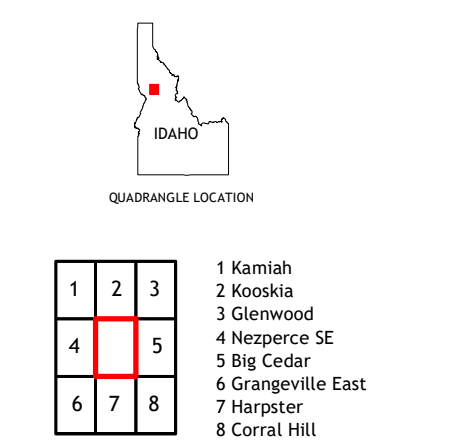 IDAHO
QUADRANGLE LOCATION
1 2 3
4 5
6 7 8
1 Kamiah
2 Kooskia
3 Glenwood
4 Nezperce SE
5 Big Cedar
6 Grangeville East
7 Harpster
8 Corral Hill